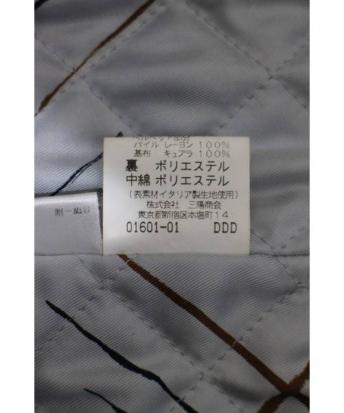 パイル レーヨン 100%
基布 キュプラ 100%
裏 ポリエステル
中綿 ポリエステル
(表素材イタリア製生地使用)
株式会社 三陽商会
東京都新宿区本塩町14
01601-01 DDD